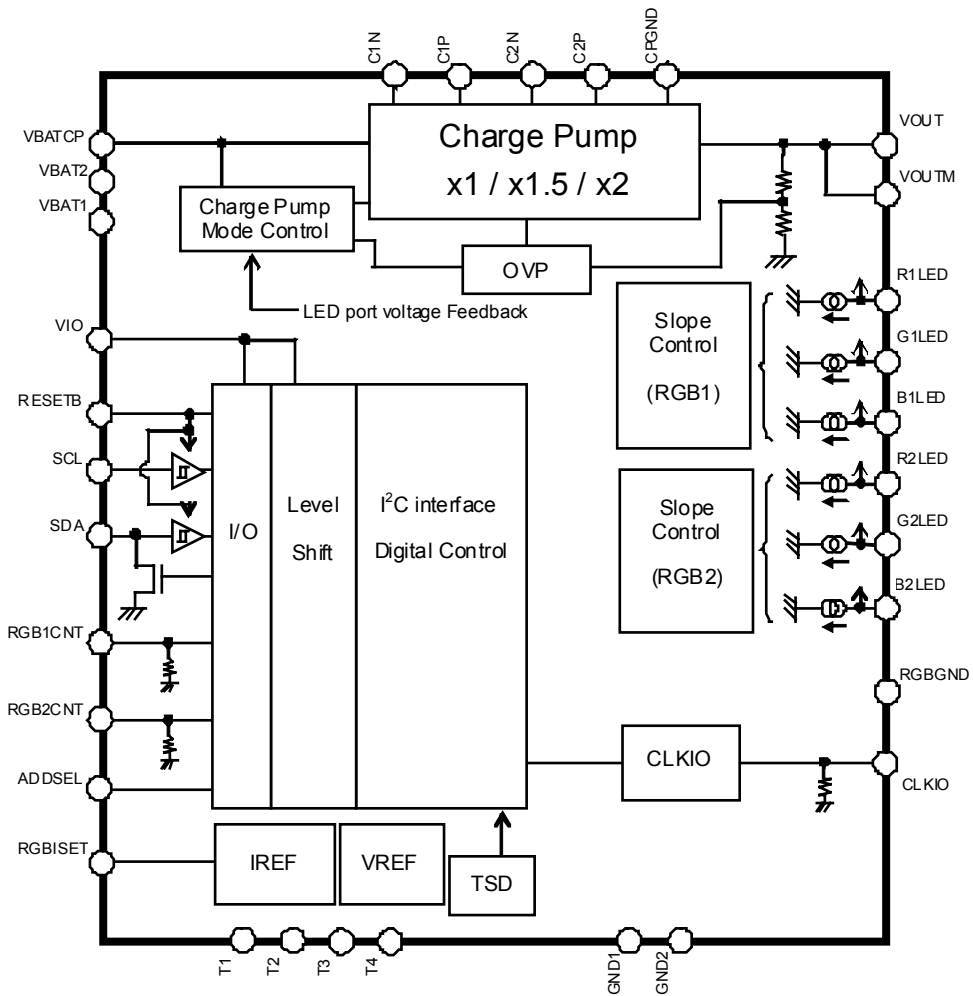 C1N
C1P
C2N
C2P
CPGND
VBATCP
VBAT2
VBAT1
Charge Pump
x1 / x1.5 / x2
VOUT
VOUTM
Charge Pump
Mode Control
OVP
LED port voltage Feedback
VIO
RESETB
SCL
SDA
RGB1CNT
RGB2CNT
ADDSEL
RGBISET
I/O
Level
Shift
I²C interface
Digital Control
Slope
Control
(RGB1)
Slope
Control
(RGB2)
R1LED
G1LED
B1LED
R2LED
G2LED
B2LED
RGBGND
CLKIO
CLKIO
IREF
VREF
TSD
T1
T2
T3
T4
GND1
GND2